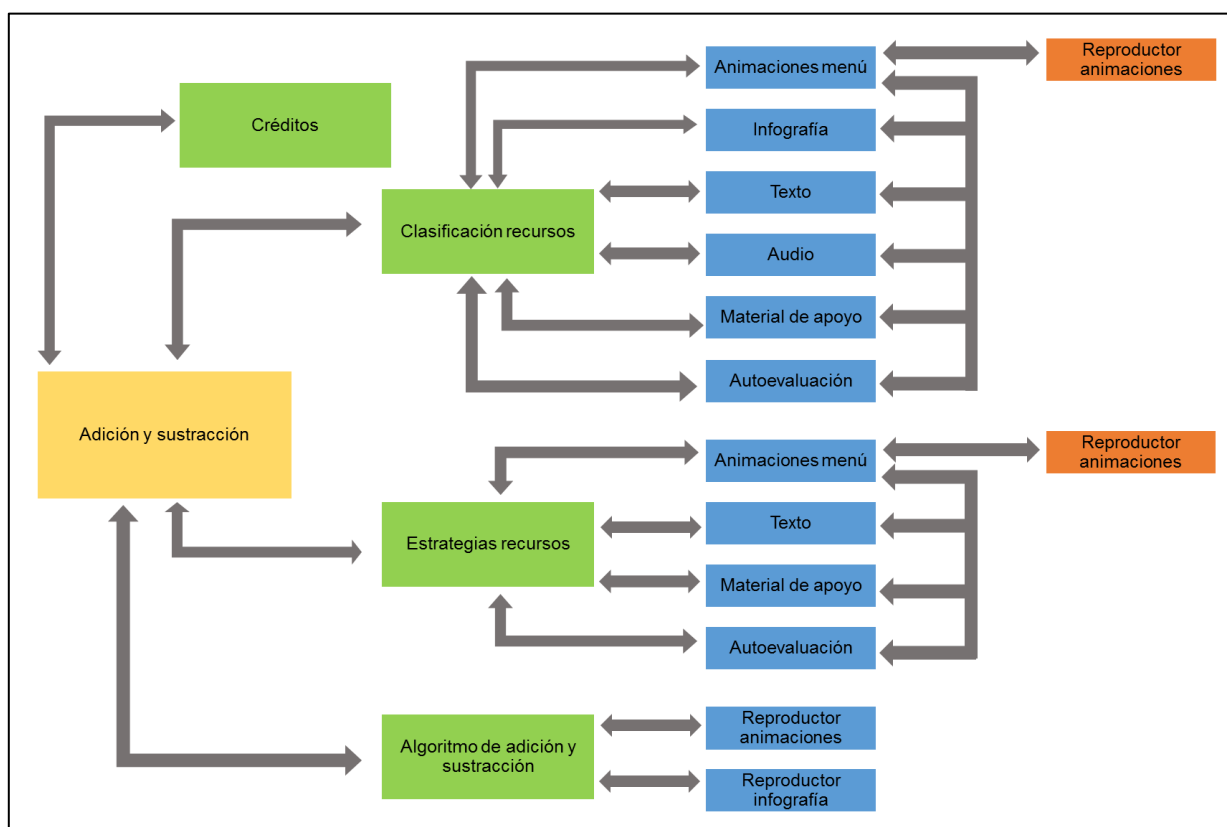 Créditos
Adición y sustracción
Clasificación recursos
Animaciones menú
Reproductor
animaciones
Infografía
Texto
Audio
Material de apoyo
Autoevaluación
Estrategias recursos
Animaciones menú
Reproductor
animaciones
Texto
Material de apoyo
Autoevaluación
Algoritmo de adición y
sustracción
Reproductor
animaciones
Reproductor
infografía